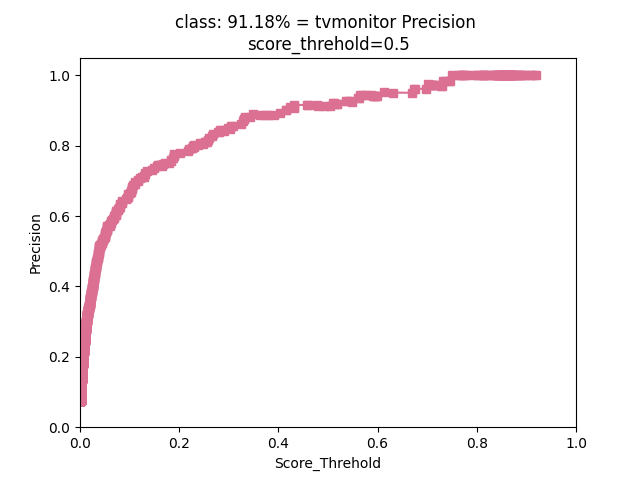 class: 91.18% = tvmonitor Precision
score_threhold=0.5
1.0
0.8
0.6
0.4
0.2
0.0
Precision
0.0 0.2 0.4 0.6 0.8 1.0
Score_Threhold